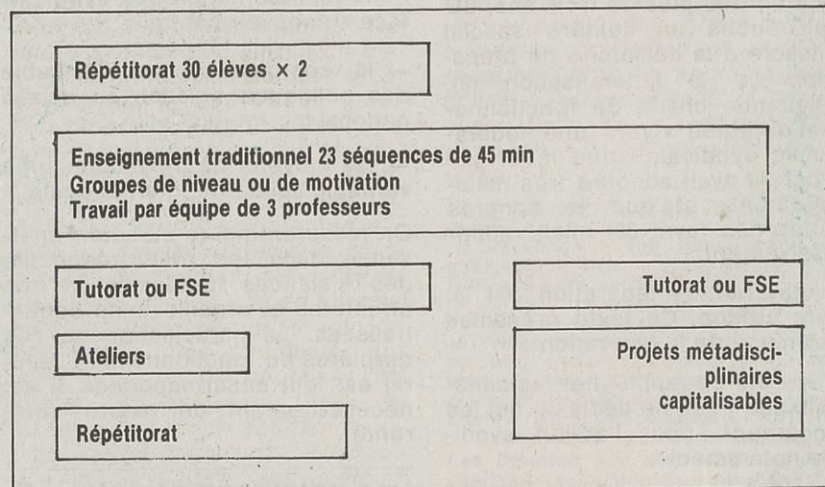 Répétitorat 30 élèves × 2
Enseignement traditionnel 23 séquences de 45 min
Groupes de niveau ou de motivation
Travail par équipe de 3 professeurs
Tutorat ou FSE
Ateliers
Répétitorat
Tutorat ou FSE
Projets métadisci-
plinaires
capitalisables